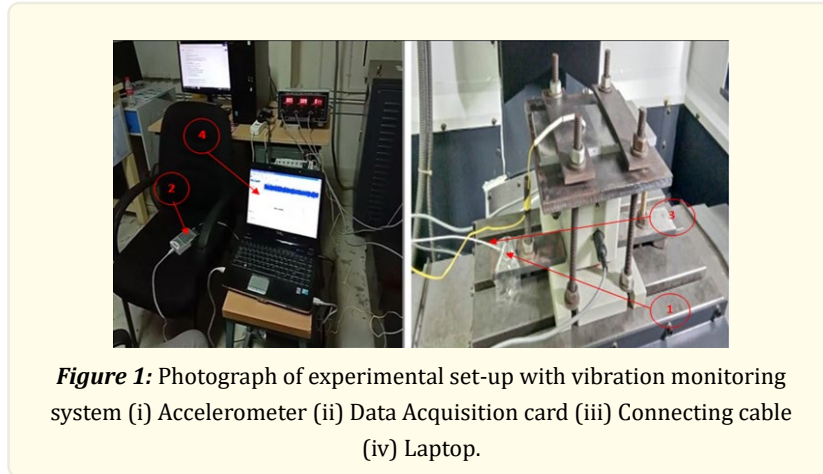 4
2
3
1
Figure 1: Photograph of experimental set-up with vibration monitoring
system (i) Accelerometer (ii) Data Acquisition card (iii) Connecting cable
(iv) Laptop.